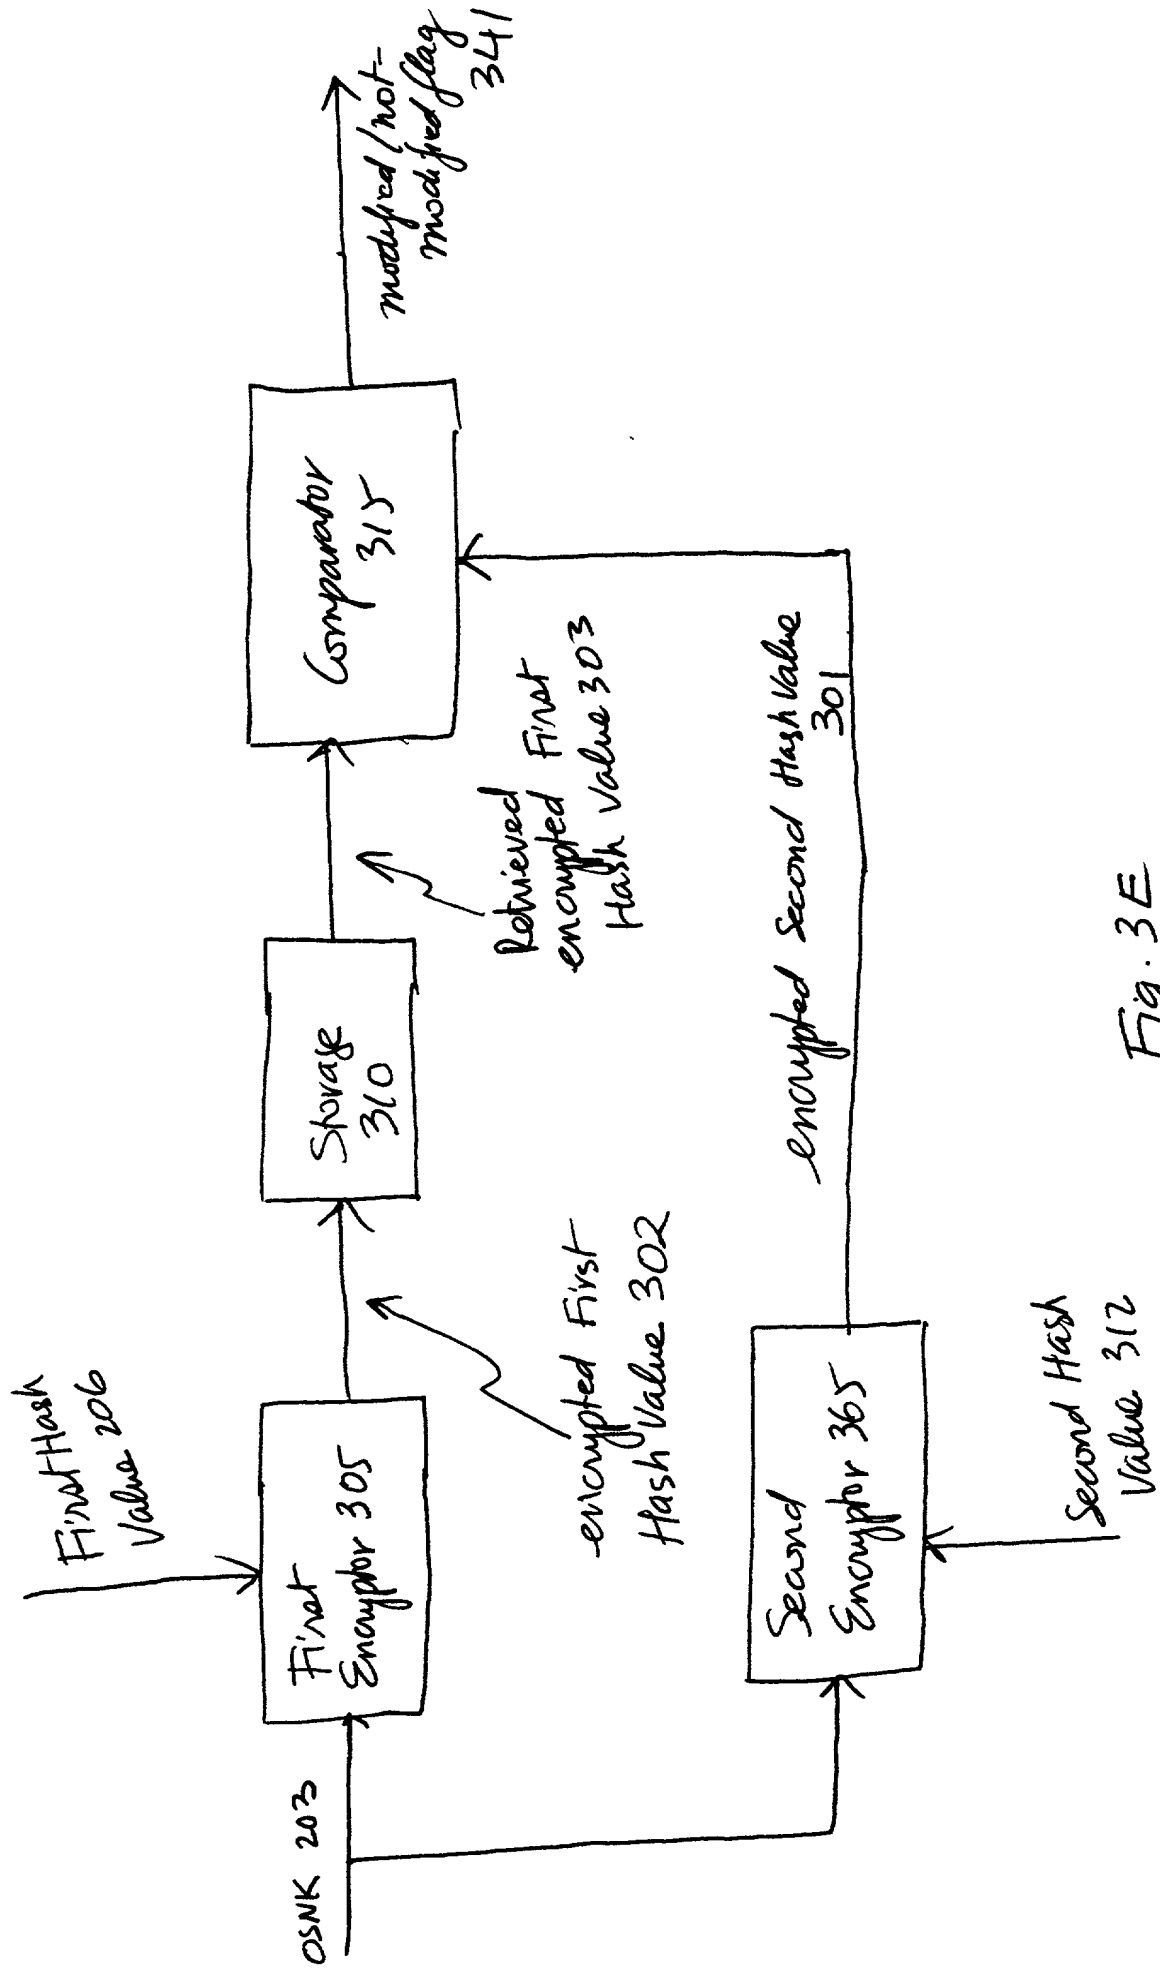 First Hash
Value 206
OSNK 203
First
Encryptor 305
encrypted First
Hash Value 302
Storage
310
Retrieved
encrypted First
Hash Value 303
Comparator
315
modified/not-
modified flag
341
Second
Encryptor 365
Second Hash
Value 312
encrypted Second Hash Value
301
Fig. 3E